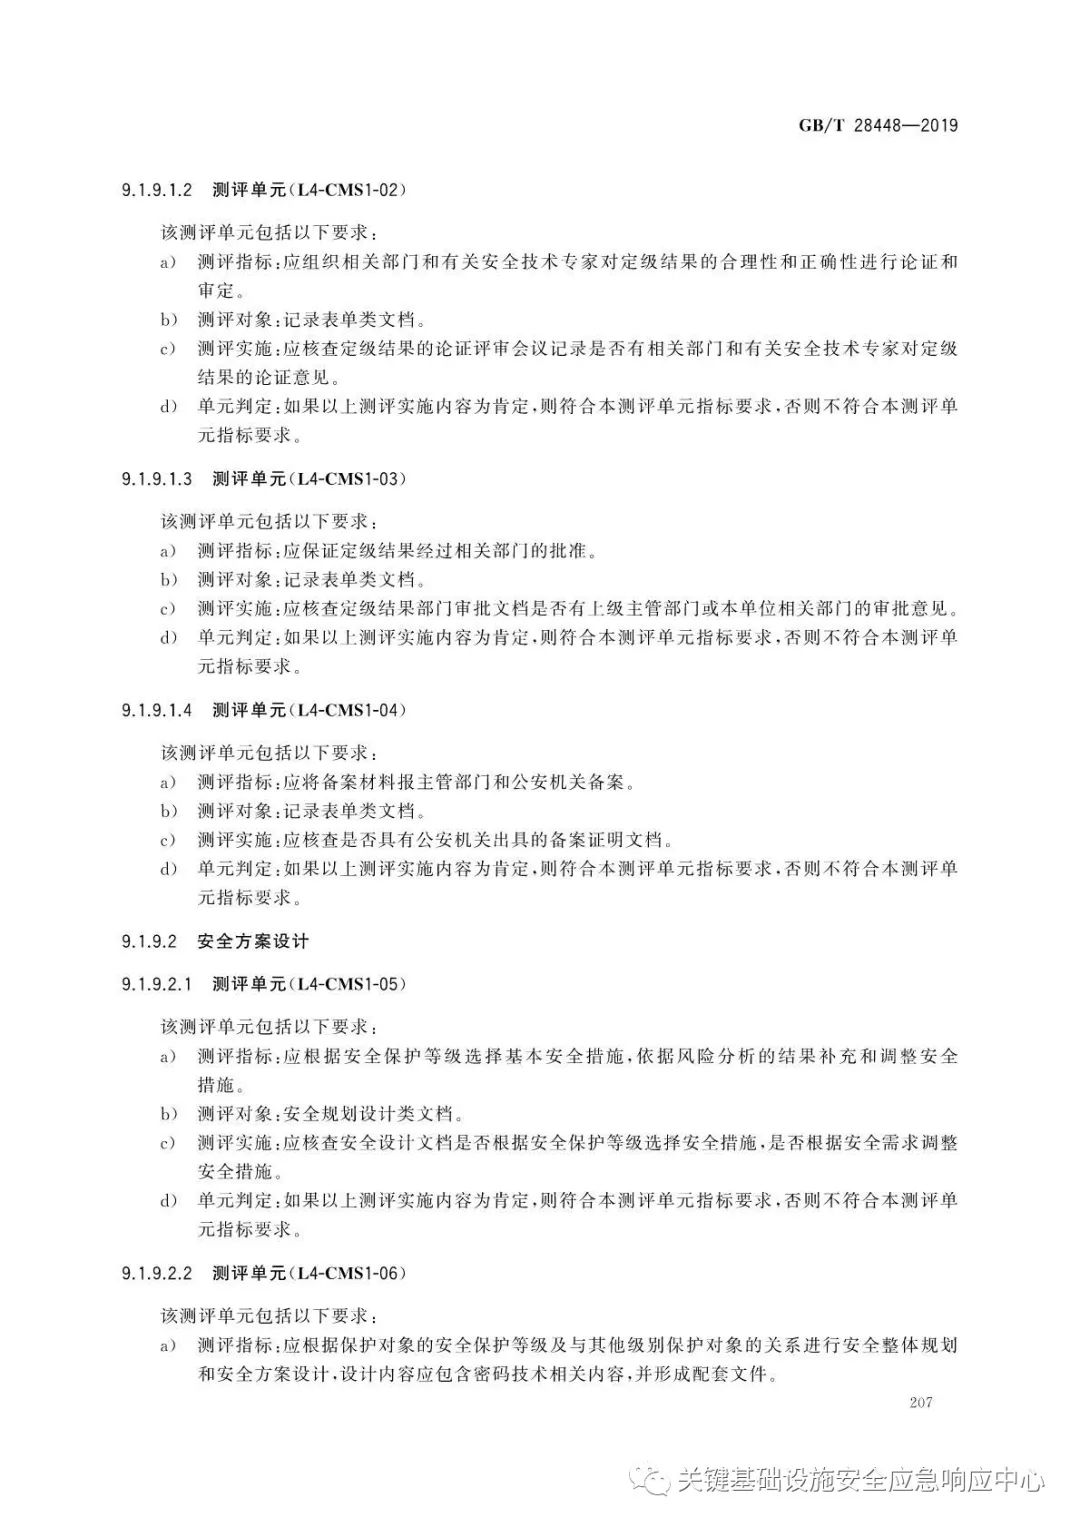 GB/T 28448—2019
9.1.9.1.2 测评单元(L4-CMS1-02)
该测评单元包括以下要求:
a) 测评指标:应组织相关部门和有关安全技术专家对定级结果的合理性和正确性进行论证和
审定。
b) 测评对象:记录表单类文档。
c) 测评实施:应核查定级结果的论证评审会议记录是否有相关部门和有关安全技术专家对定级
结果的论证意见。
d) 单元判定:如果以上测评实施内容为肯定,则符合本测评单元指标要求,否则不符合本测评单
元指标要求。
9.1.9.1.3 测评单元(L4-CMS1-03)
该测评单元包括以下要求:
a) 测评指标:应保证定级结果经过相关部门的批准。
b) 测评对象:记录表单类文档。
c) 测评实施:应核查定级结果部门审批文档是否有上级主管部门或本单位相关部门的审批意见。
d) 单元判定:如果以上测评实施内容为肯定,则符合本测评单元指标要求,否则不符合本测评单
元指标要求。
9.1.9.1.4 测评单元(L4-CMS1-04)
该测评单元包括以下要求:
a) 测评指标:应将备案材料报主管部门和公安机关备案。
b) 测评对象:记录表单类文档。
c) 测评实施:应核查是否具有公安机关出具的备案证明文档。
d) 单元判定:如果以上测评实施内容为肯定,则符合本测评单元指标要求,否则不符合本测评单
元指标要求。
9.1.9.2 安全方案设计
9.1.9.2.1 测评单元(L4-CMS1-05)
该测评单元包括以下要求:
a) 测评指标:应根据安全保护等级选择基本安全措施,依据风险分析的结果补充和调整安全
措施。
b) 测评对象:安全规划设计类文档。
c) 测评实施:应核查安全设计文档是否根据安全保护等级选择安全措施,是否根据安全需求调整
安全措施。
d) 单元判定:如果以上测评实施内容为肯定,则符合本测评单元指标要求,否则不符合本测评单
元指标要求。
9.1.9.2.2 测评单元(L4-CMS1-06)
该测评单元包括以下要求:
a) 测评指标:应根据保护对象的安全保护等级及与其他级别保护对象的关系进行安全整体规划
和安全方案设计,设计内容应包含密码技术相关内容,并形成配套文件。
207
关键基础设施安全应急响应中心